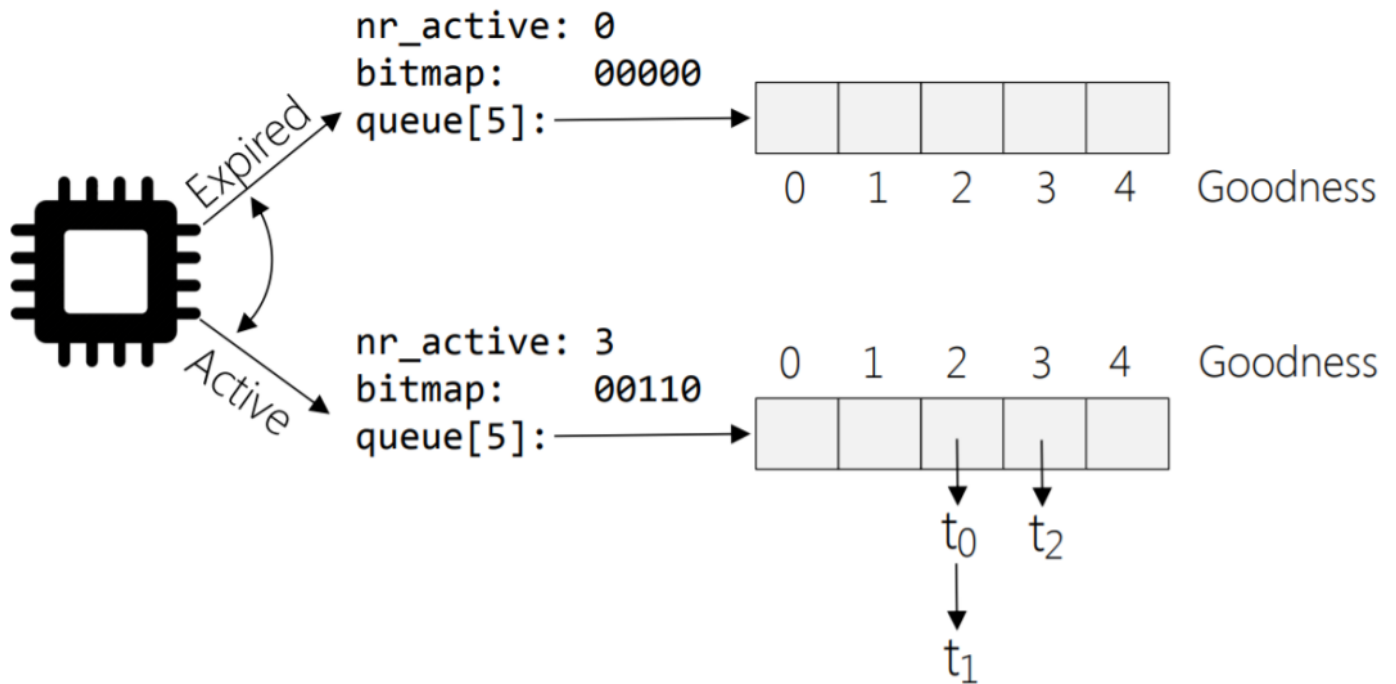 nr_active: 0
bitmap: 00000
queue[5]:
Expired
0 1 2 3 4 Goodness
nr_active: 3
bitmap: 00110
queue[5]:
Active
0 1 2 3 4 Goodness
t0 t2
t1